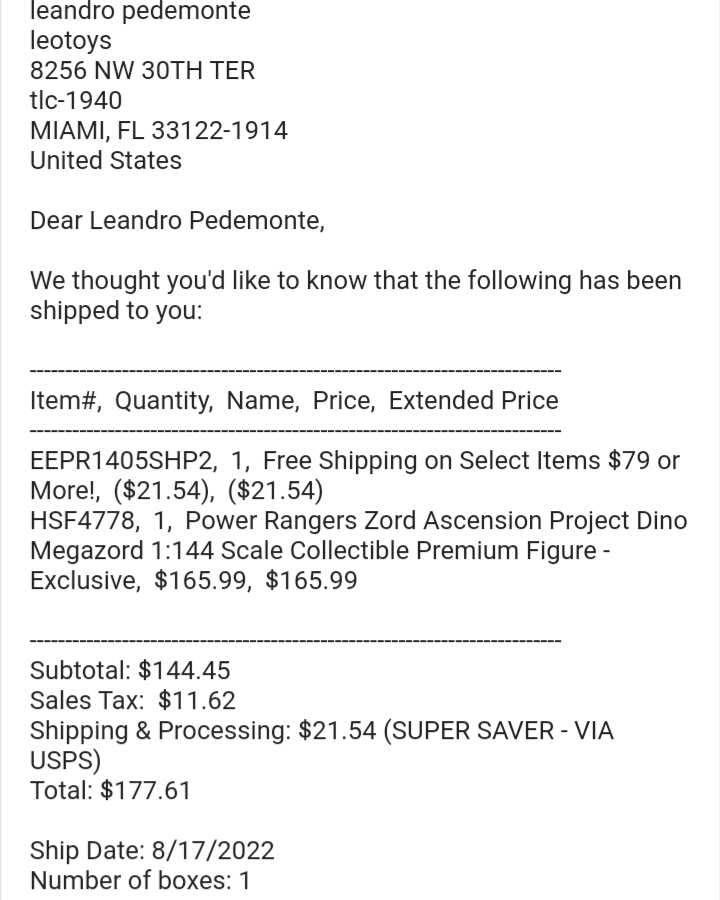 leandro pedemonte
leotoys
8256 NW 30TH TER
tlc-1940
MIAMI, FL 33122-1914
United States
Dear Leandro Pedemonte,
We thought you'd like to know that the following has been
shipped to you:
---------------------------------------------------------------------------
Item#,  Quantity,  Name,  Price,  Extended Price
---------------------------------------------------------------------------
EEPR1405SHP2,  1,  Free Shipping on Select Items $79 or
More!,  ($21.54),  ($21.54)
HSF4778,  1,  Power Rangers Zord Ascension Project Dino
Megazord 1:144 Scale Collectible Premium Figure -
Exclusive,  $165.99,  $165.99
---------------------------------------------------------------------------
Subtotal: $144.45
Sales Tax:  $11.62
Shipping & Processing: $21.54 (SUPER SAVER - VIA
USPS)
Total: $177.61
Ship Date: 8/17/2022
Number of boxes: 1